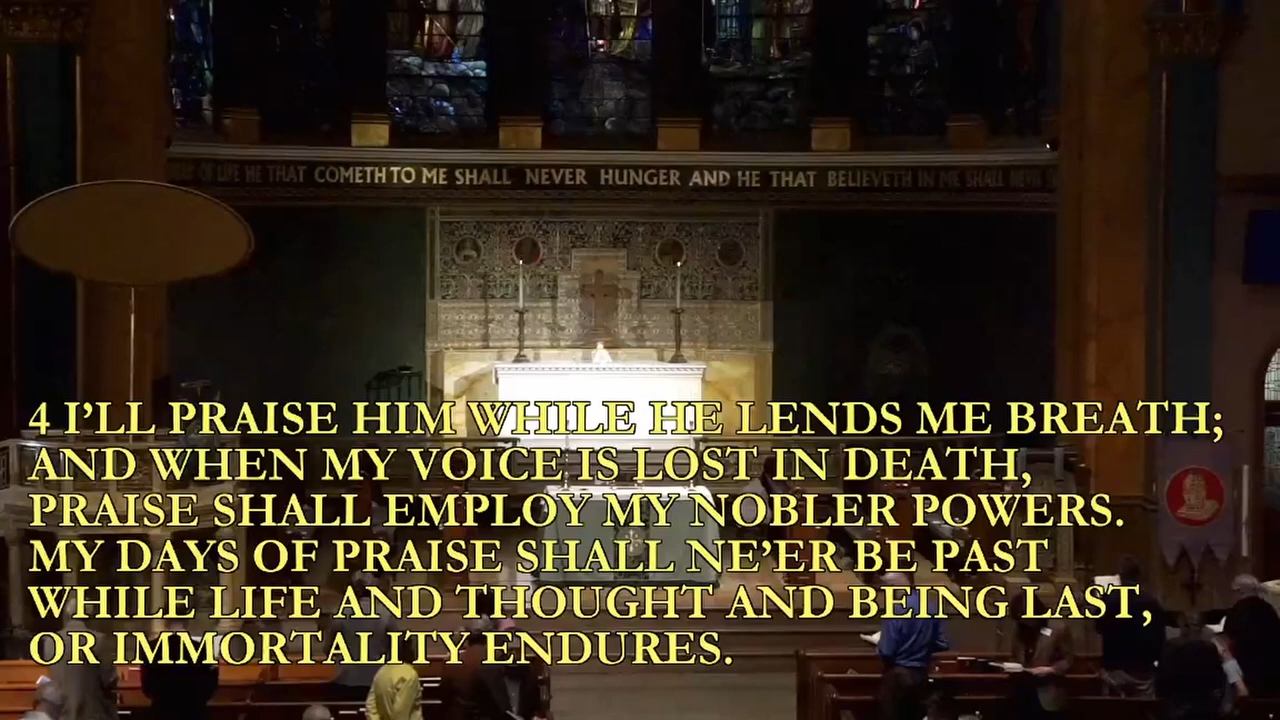 OF LIFE HE THAT COMETH TO ME SHALL NEVER HUNGER AND HE THAT BELIEVETH IN ME SHALL NEVER
4 I'LL PRAISE HIM WHILE HE LENDS ME BREATH;
AND WHEN MY VOICE IS LOST IN DEATH,
PRAISE SHALL EMPLOY MY NOBLER POWERS.
MY DAYS OF PRAISE SHALL NE'ER BE PAST
WHILE LIFE AND THOUGHT AND BEING LAST,
OR IMMORTALITY ENDURES.